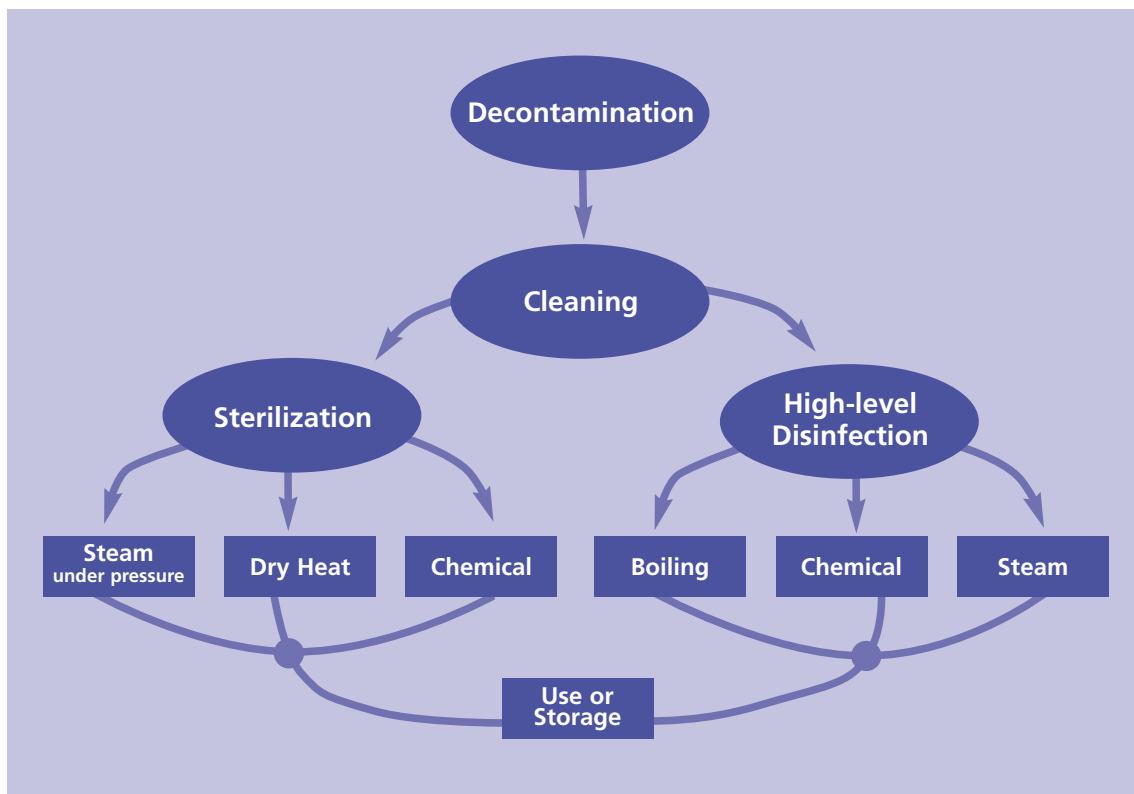 Decontamination
Cleaning
Sterilization
High-level
Disinfection
Steam
under pressure
Dry Heat
Chemical
Boiling
Chemical
Steam
Use or
Storage